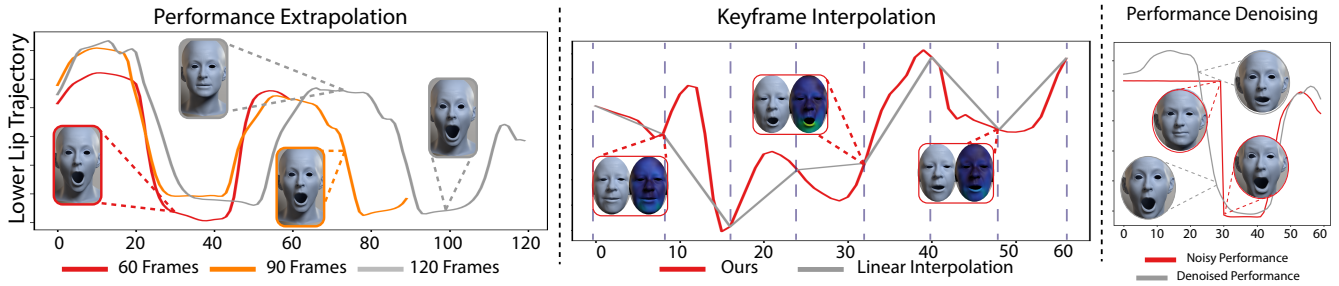 Performance Extrapolation
Lower Lip Trajectory
0 20 40 60 80 100 120
60 Frames 90 Frames 120 Frames
Keyframe Interpolation
0 10 20 30 40 50 60
Ours Linear Interpolation
Performance Denoising
0 10 20 30 40 50 60
Noisy Performance
Denoised Performance